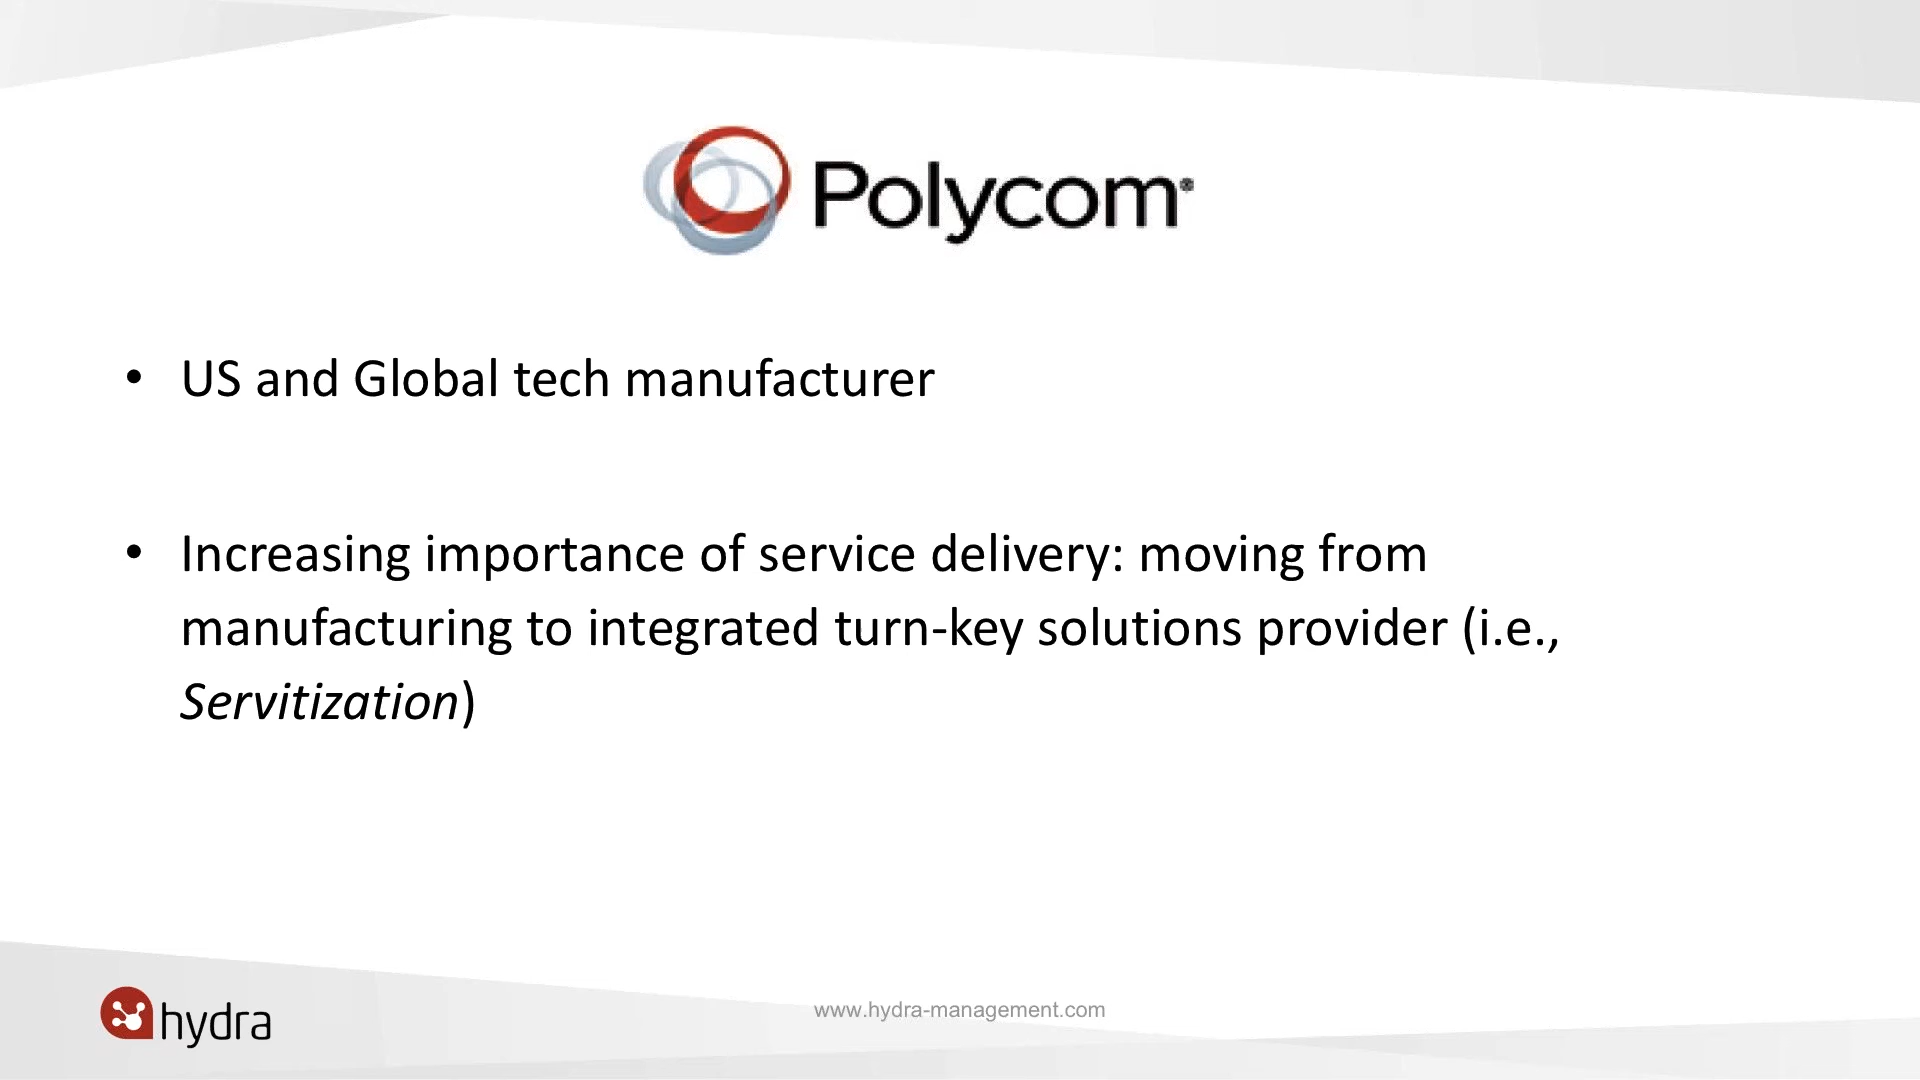 Polycom®
• US and Global tech manufacturer
• Increasing importance of service delivery: moving from
manufacturing to integrated turn-key solutions provider (i.e.,
Servitization)
hydra
www.hydra-management.com